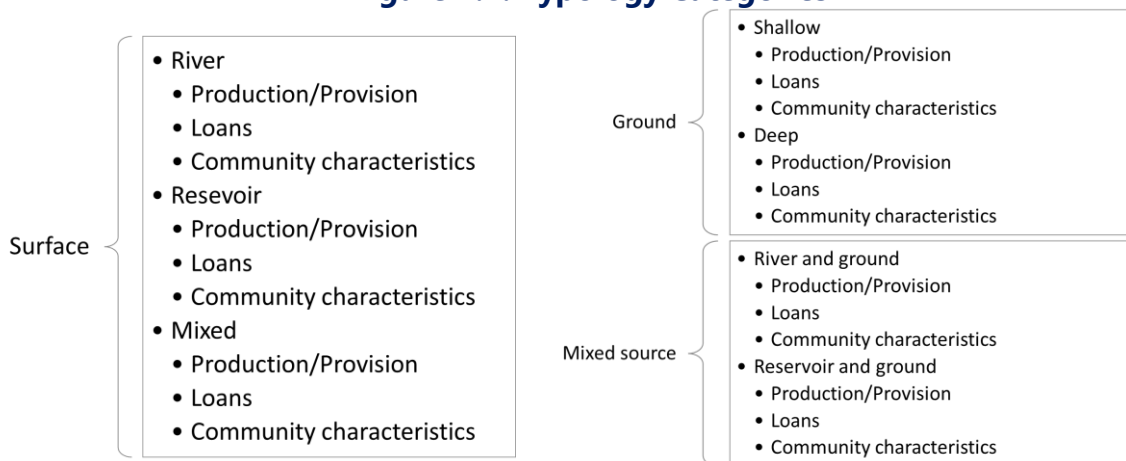 Typology Categories
Surface
• River
• Production/Provision
• Loans
• Community characteristics
• Resevoir
• Production/Provision
• Loans
• Community characteristics
• Mixed
• Production/Provision
• Loans
• Community characteristics
Ground
• Shallow
• Production/Provision
• Loans
• Community characteristics
• Deep
• Production/Provision
• Loans
• Community characteristics
Mixed source
• River and ground
• Production/Provision
• Loans
• Community characteristics
• Reservoir and ground
• Production/Provision
• Loans
• Community characteristics